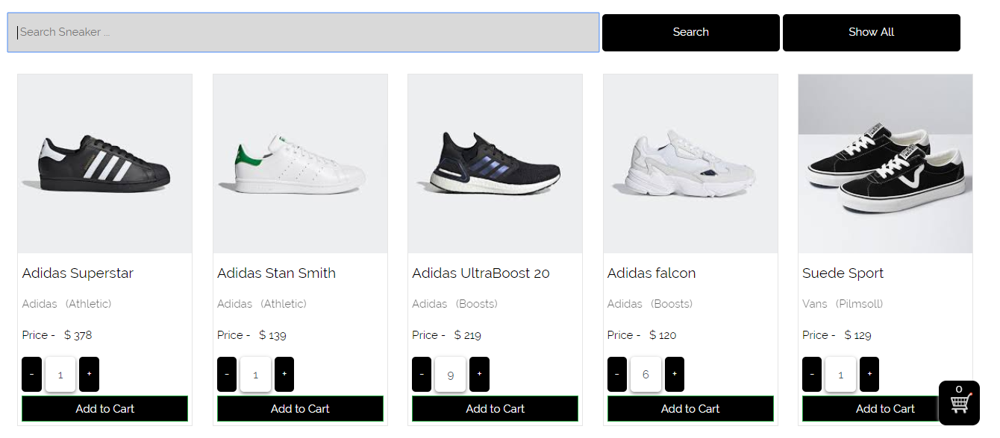 Search Sneaker ...
Search
Show All
Adidas Superstar
Adidas (Athletic)
Price - $ 378
- 1 +
Add to Cart
Adidas Stan Smith
Adidas (Athletic)
Price - $ 139
- 1 +
Add to Cart
Adidas UltraBoost 20
Adidas (Boosts)
Price - $ 219
- 9 +
Add to Cart
Adidas falcon
Adidas (Boosts)
Price - $ 120
- 6 +
Add to Cart
Suede Sport
Vans (Pilmsoll)
Price - $ 129
- 1 +
Add to Cart
0